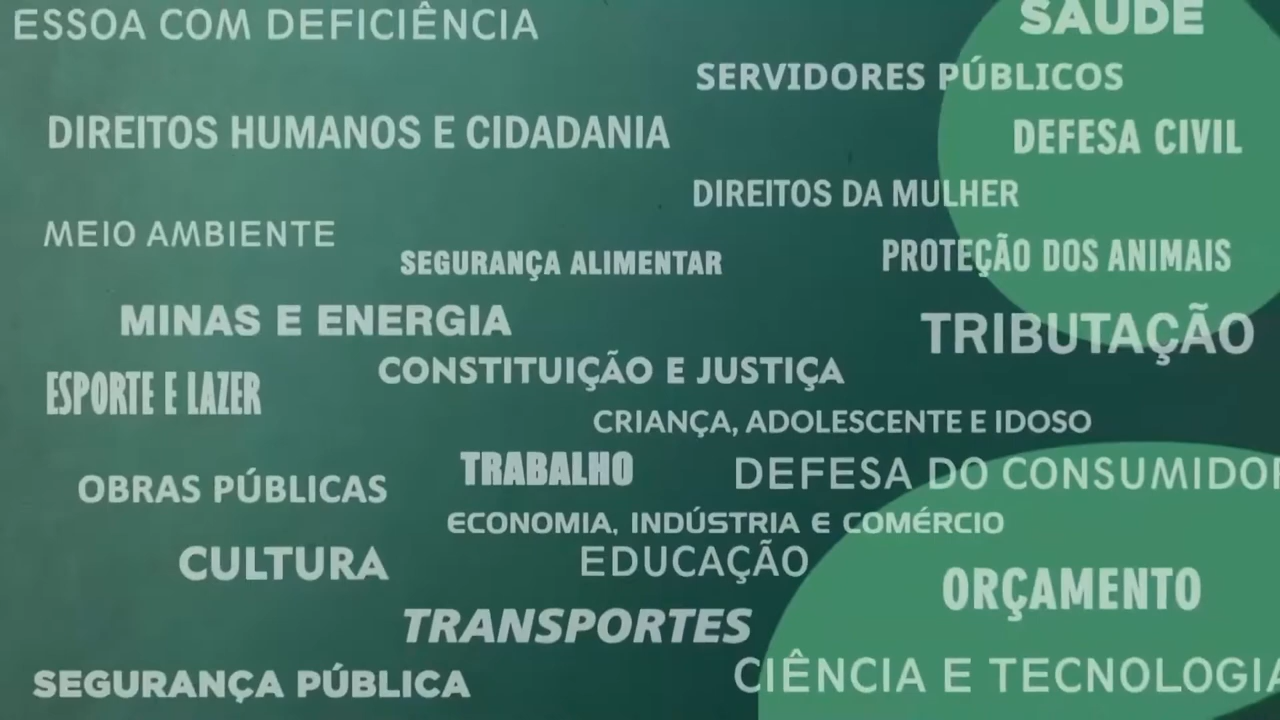 ESSOA COM DEFICIÊNCIA
SAÚDE
SERVIDORES PÚBLICOS
DIREITOS HUMANOS E CIDADANIA
DEFESA CIVIL
DIREITOS DA MULHER
MEIO AMBIENTE
SEGURANÇA ALIMENTAR
PROTEÇÃO DOS ANIMAIS
MINAS E ENERGIA
TRIBUTAÇÃO
CONSTITUIÇÃO E JUSTIÇA
ESPORTE E LAZER
CRIANÇA, ADOLESCENTE E IDOSO
TRABALHO
DEFESA DO CONSUMIDOR
OBRAS PÚBLICAS
ECONOMIA, INDÚSTRIA E COMÉRCIO
CULTURA
EDUCAÇÃO
ORÇAMENTO
TRANSPORTES
CIÊNCIA E TECNOLOGIA
SEGURANÇA PÚBLICA